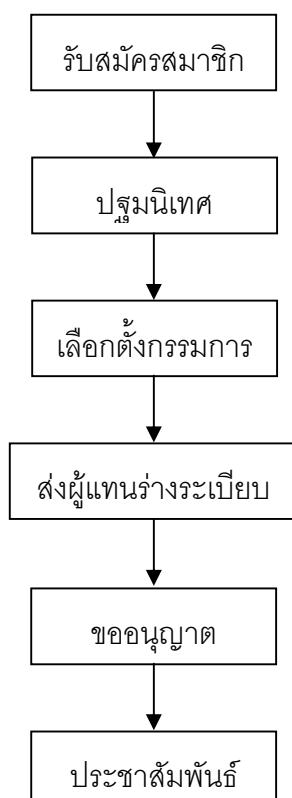 รับสมัครสมาชิก
ปฐมนิเทศ
เลือกตั้งกรรมการ
ส่งผู้แทนร่างระเบียบ
ขออนุญาต
ประชาสัมพันธ์